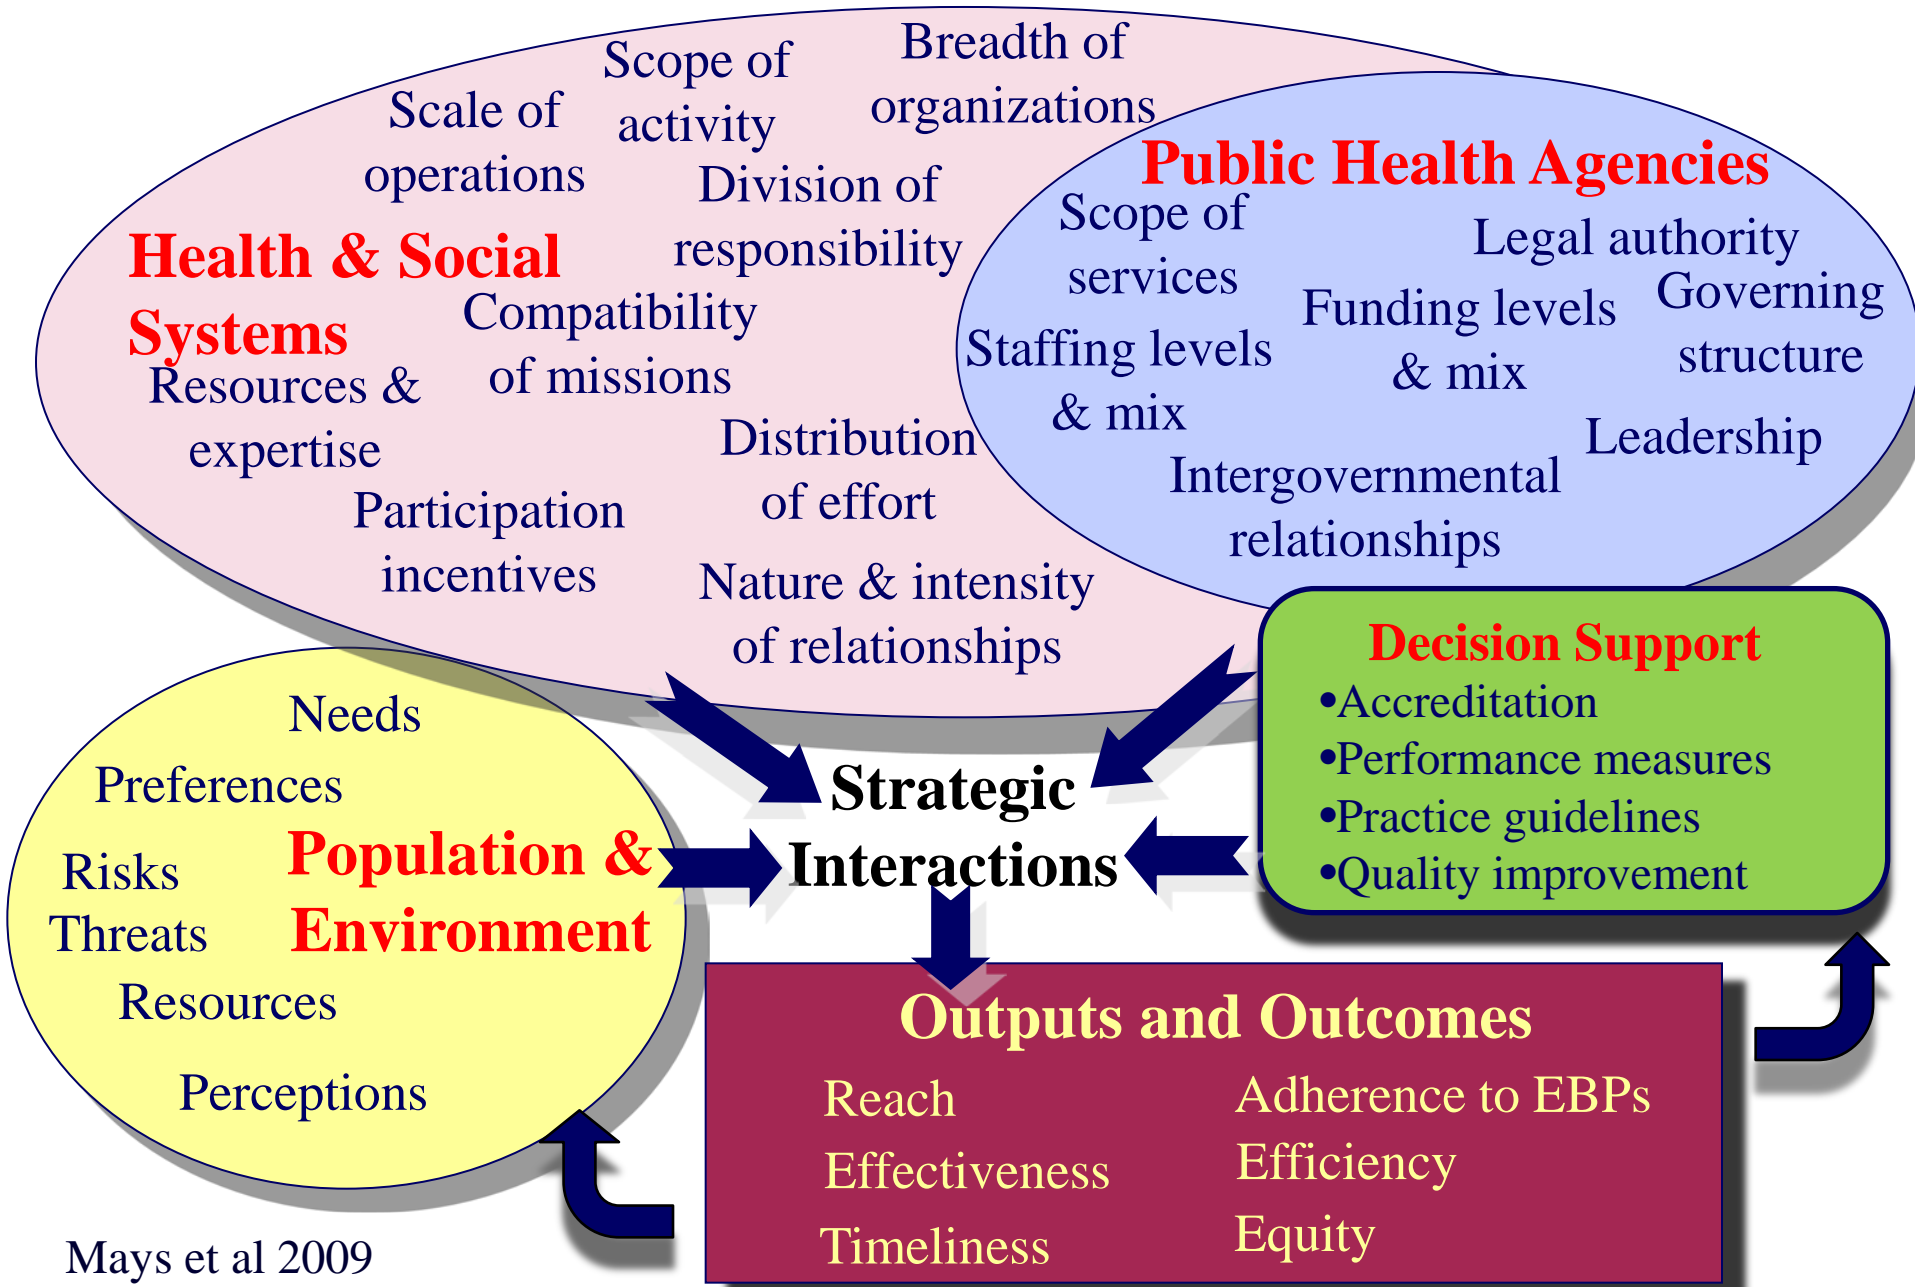 Scope of
activity
Breadth of
organizations
Scale of
operations
Division of
responsibility
Health & Social
Systems
Compatibility
of missions
Resources &
expertise
Distribution
of effort
Participation
incentives
Nature & intensity
of relationships
Public Health Agencies
Scope of
services
Legal authority
Funding levels
& mix
Governing
structure
Staffing levels
& mix
Leadership
Intergovernmental
relationships
Decision Support
•Accreditation
•Performance measures
•Practice guidelines
•Quality improvement
Needs
Preferences
Population &
Environment
Risks
Threats
Resources
Perceptions
Strategic
Interactions
Outputs and Outcomes
Reach
Effectiveness
Timeliness
Adherence to EBPs
Efficiency
Equity
Mays et al 2009